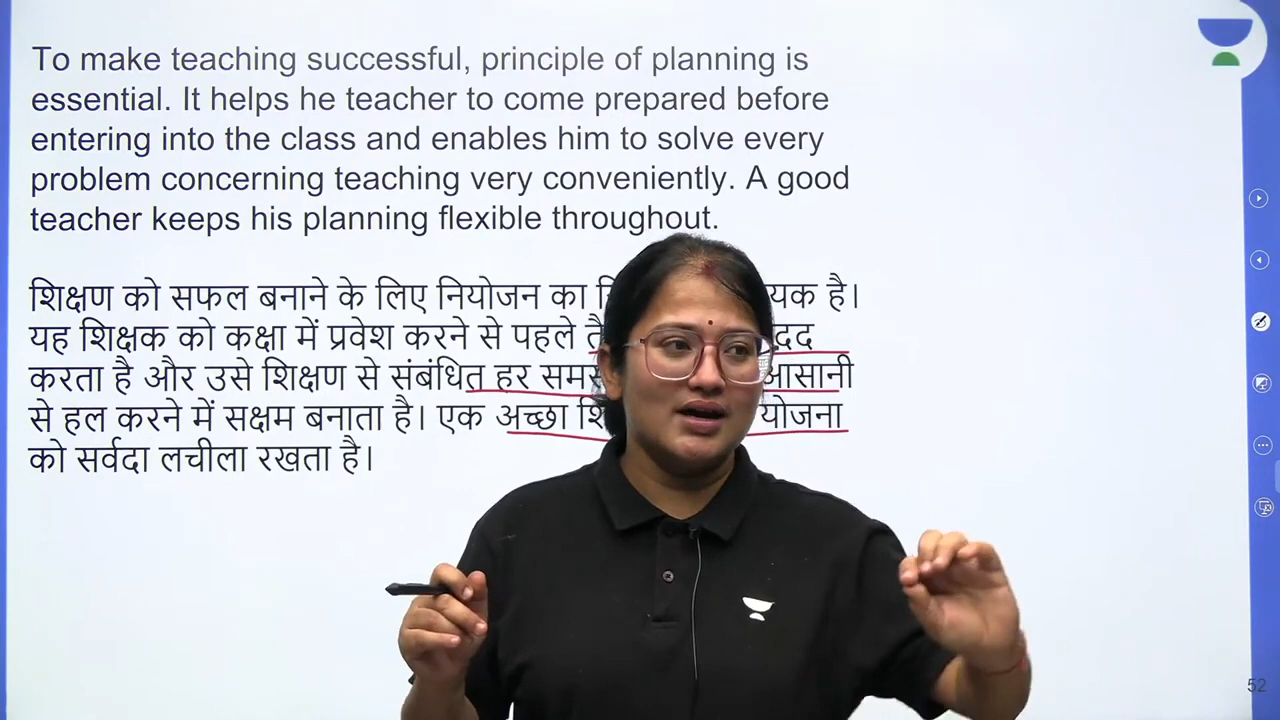 To make teaching successful, principle of planning is
essential. It helps he teacher to come prepared before
entering into the class and enables him to solve every
problem concerning teaching very conveniently. A good
teacher keeps his planning flexible throughout.
शिक्षण को सफल बनाने के लिए नियोजन का है।
यह शिक्षक को कक्षा में प्रवेश करने से पहले
करता है और उसे शिक्षण से संबंधित हर आसानी
से हल करने में सक्षम बनाता है। एक अच्छा योजना
को सर्वदा लचीला रखता है।
52